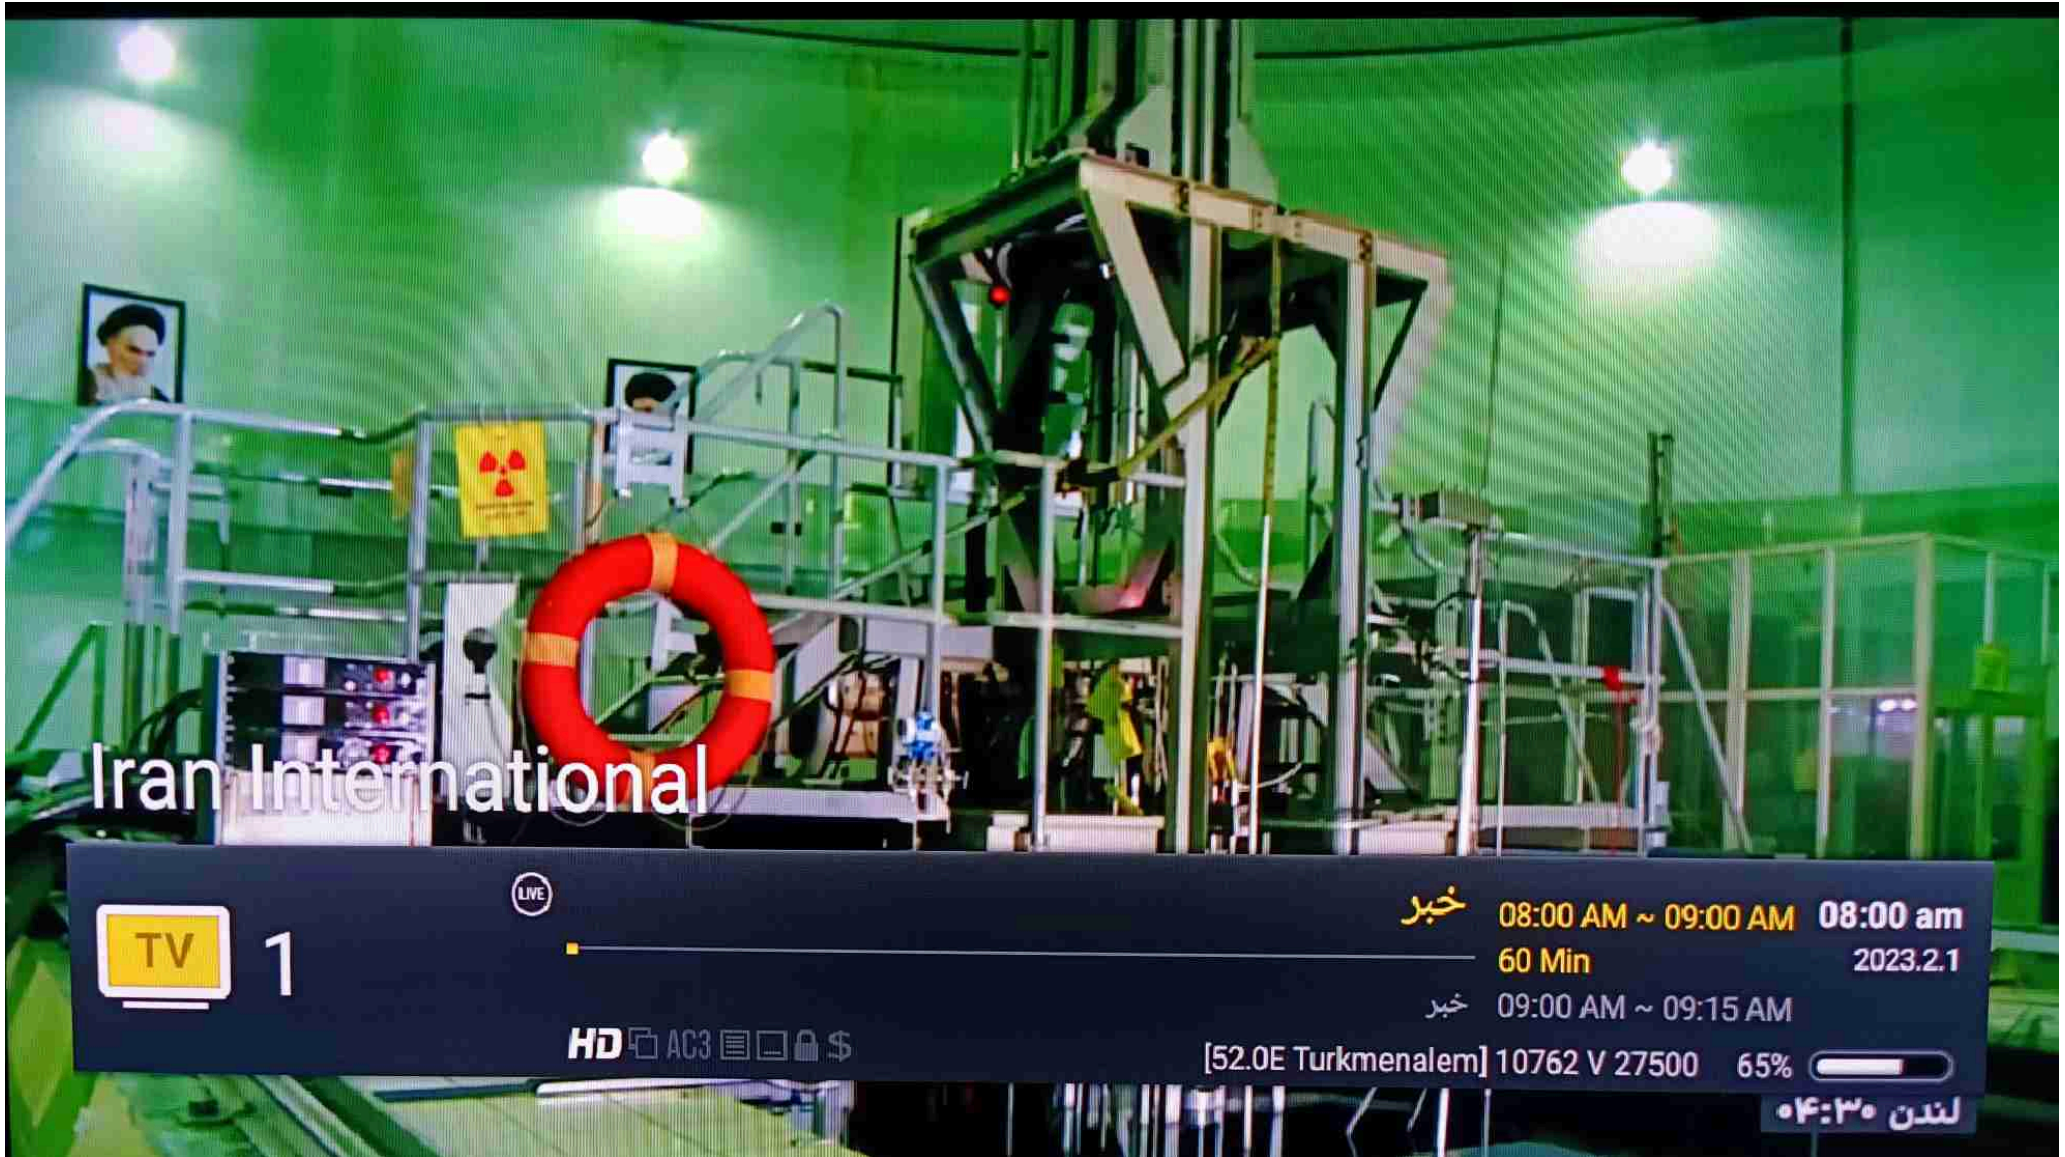 Iran International
LIVE
TV 1
خبر 08:00 AM ~ 09:00 AM 08:00 am
60 Min 2023.2.1
خبر 09:00 AM ~ 09:15 AM
HD AC3 $
[52.0E Turkmenalem] 10762 V 27500 65%
لندن ۰۴:۳۰